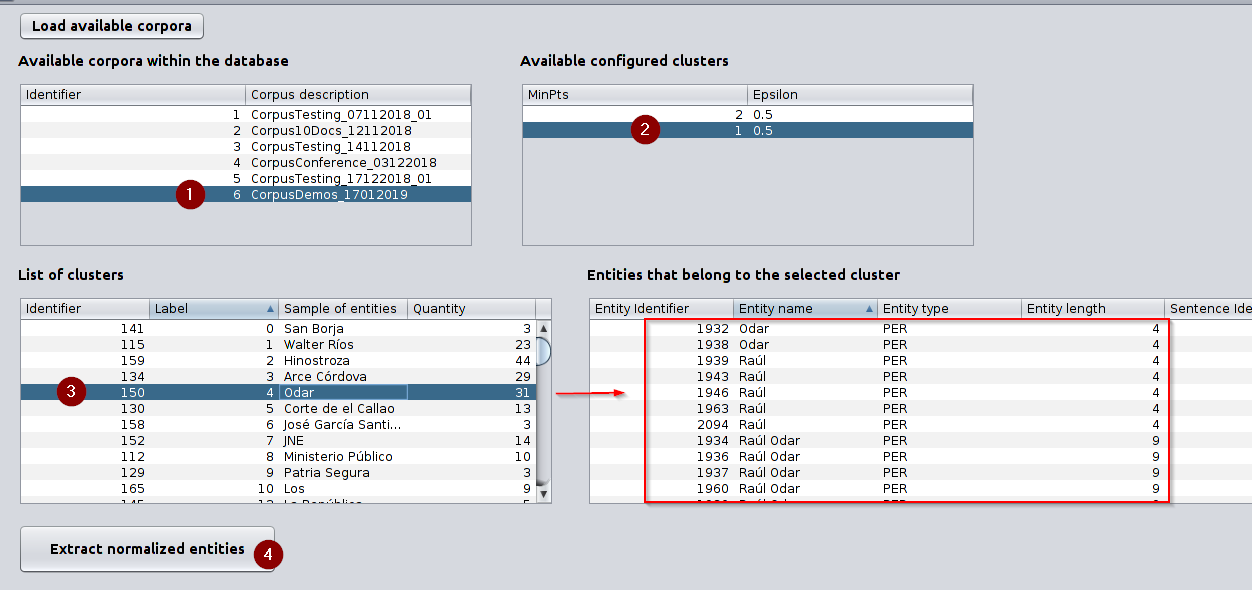 Load available corpora
Available corpora within the database
Available configured clusters
Identifier Corpus description
MinPts Epsilon
1 CorpusTesting_07112018_01
2 Corpus10Docs_12112018
3 CorpusTesting_14112018
4 CorpusConference_03122018
5 CorpusTesting_17122018_01
1 6 CorpusDemos_17012019
2 0.5
2 1 0.5
List of clusters
Entities that belong to the selected cluster
Identifier Label Sample of entities Quantity
Entity Identifier Entity name Entity type Entity length Sentence Ide
141 0 San Borja 3
115 1 Walter Ríos 23
159 2 Hinostroza 44
134 3 Arce Córdova 29
3 150 4 Odar 31
130 5 Corte de el Callao 13
158 6 José García Santi... 3
152 7 JNE 14
112 8 Ministerio Público 10
129 9 Patria Segura 3
165 10 Los 9
1932 Odar PER 4
1938 Odar PER 4
1939 Raúl PER 4
1943 Raúl PER 4
1946 Raúl PER 4
1963 Raúl PER 4
2094 Raúl PER 4
1934 Raúl Odar PER 9
1936 Raúl Odar PER 9
1937 Raúl Odar PER 9
1960 Raúl Odar PER 9
Extract normalized entities 4